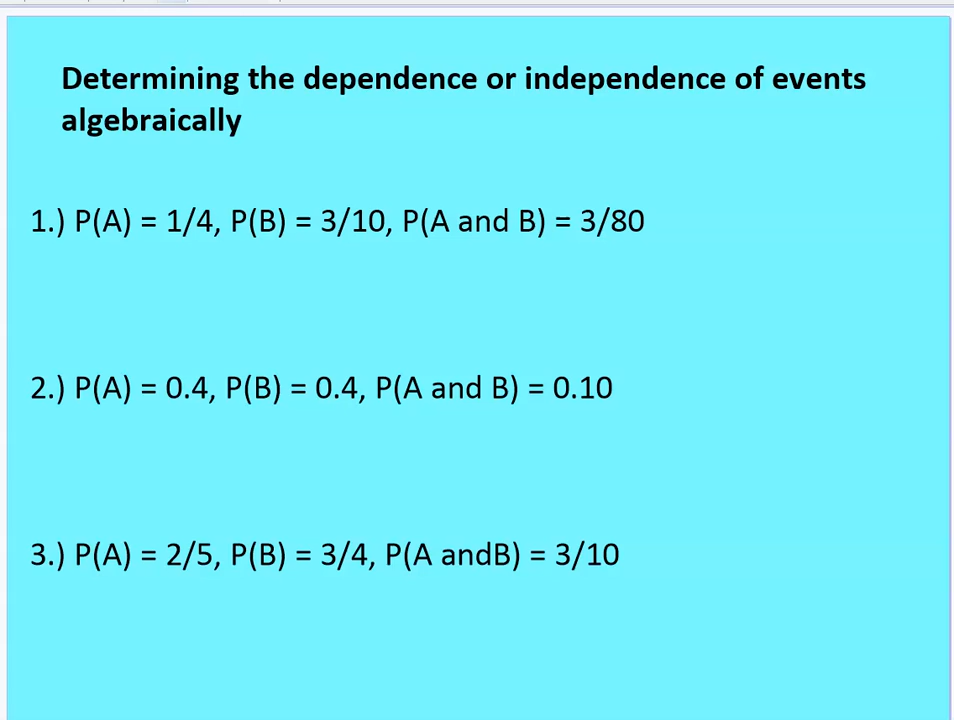 Determining the dependence or independence of events
algebraically
1.) P(A) = 1/4, P(B) = 3/10, P(A and B) = 3/80
2.) P(A) = 0.4, P(B) = 0.4, P(A and B) = 0.10
3.) P(A) = 2/5, P(B) = 3/4, P(A andB) = 3/10